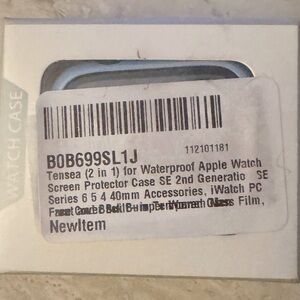 WATCH CASE
B0B699SL1J
112101181
Tensea (2 in 1) for Waterproof Apple Watch
Screen Protector Case SE 2nd Generatio SE
Series 6 5 4 40mm Accessories, iWatch PC
Film,
NewItem